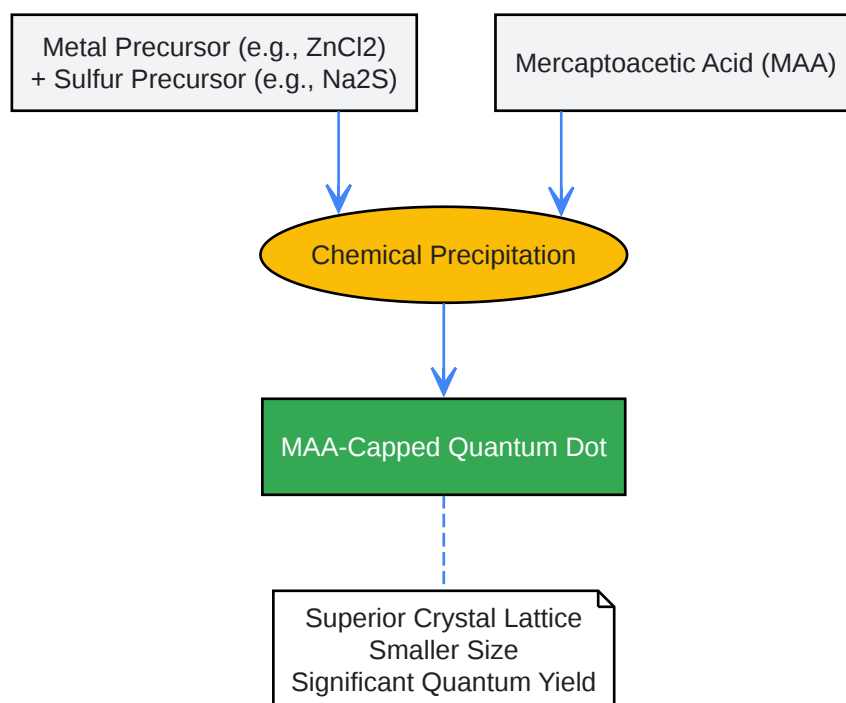 Metal Precursor (e.g., ZnCl2)
+ Sulfur Precursor (e.g., Na2S)
Mercaptoacetic Acid (MAA)
Chemical Precipitation
MAA-Capped Quantum Dot
Superior Crystal Lattice
Smaller Size
Significant Quantum Yield